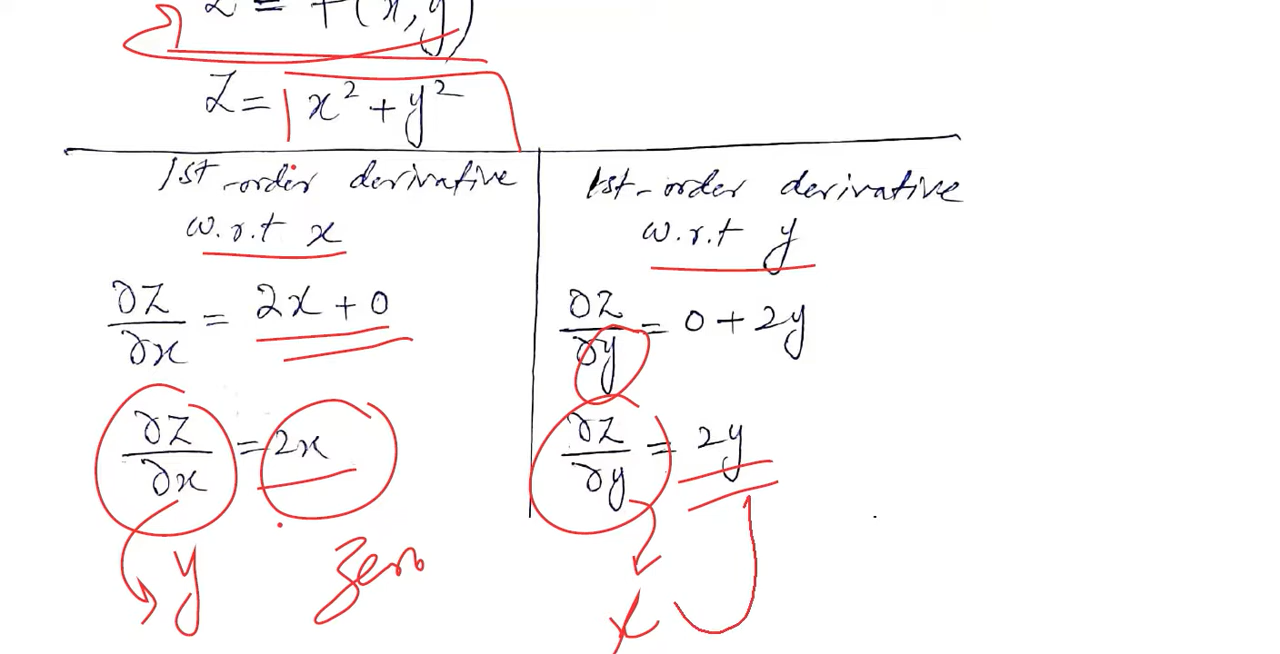 Z = f(x, y)
Z = x² + y²
1st-order derivative
w.r.t x
∂Z/∂x = 2x + 0
∂Z/∂x = 2x
y zero
1st-order derivative
w.r.t y
∂Z/∂y = 0 + 2y
∂Z/∂y = 2y
x